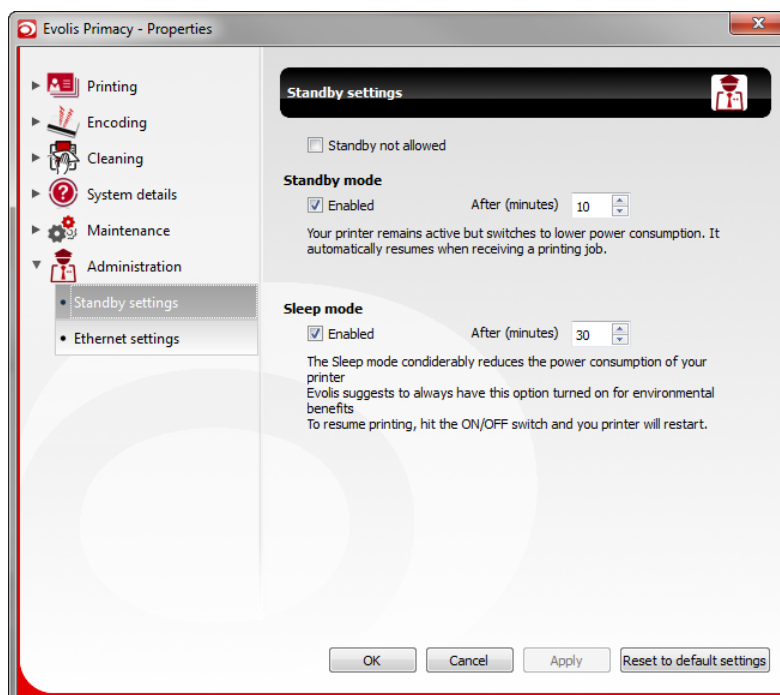 Evolis Primacy - Properties
Printing
Encoding
Cleaning
System details
Maintenance
Administration
Standby settings
Ethernet settings
Standby settings
Standby not allowed
Standby mode
Enabled After (minutes) 10
Your printer remains active but switches to lower power consumption. It
automatically resumes when receiving a printing job.
Sleep mode
Enabled After (minutes) 30
The Sleep mode condiderably reduces the power consumption of your
printer
Evolis suggests to always have this option turned on for environmental
benefits
To resume printing, hit the ON/OFF switch and you printer will restart.
OK Cancel Apply Reset to default settings